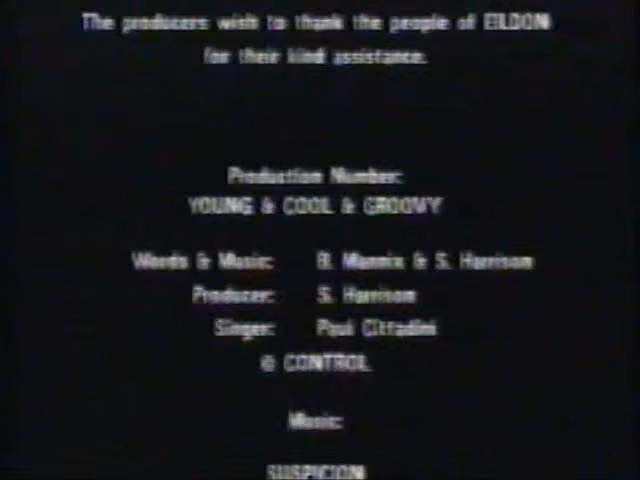 The producers wish to thank the people of EILDON
for their kind assistance.
Production Number:
YOUNG & COOL & GROOVY
Words & Music: B. Mannix & S. Harrison
Producer: S. Harrison
Singer: Paul Cittadini
© CONTROL
Music:
SUSPICION